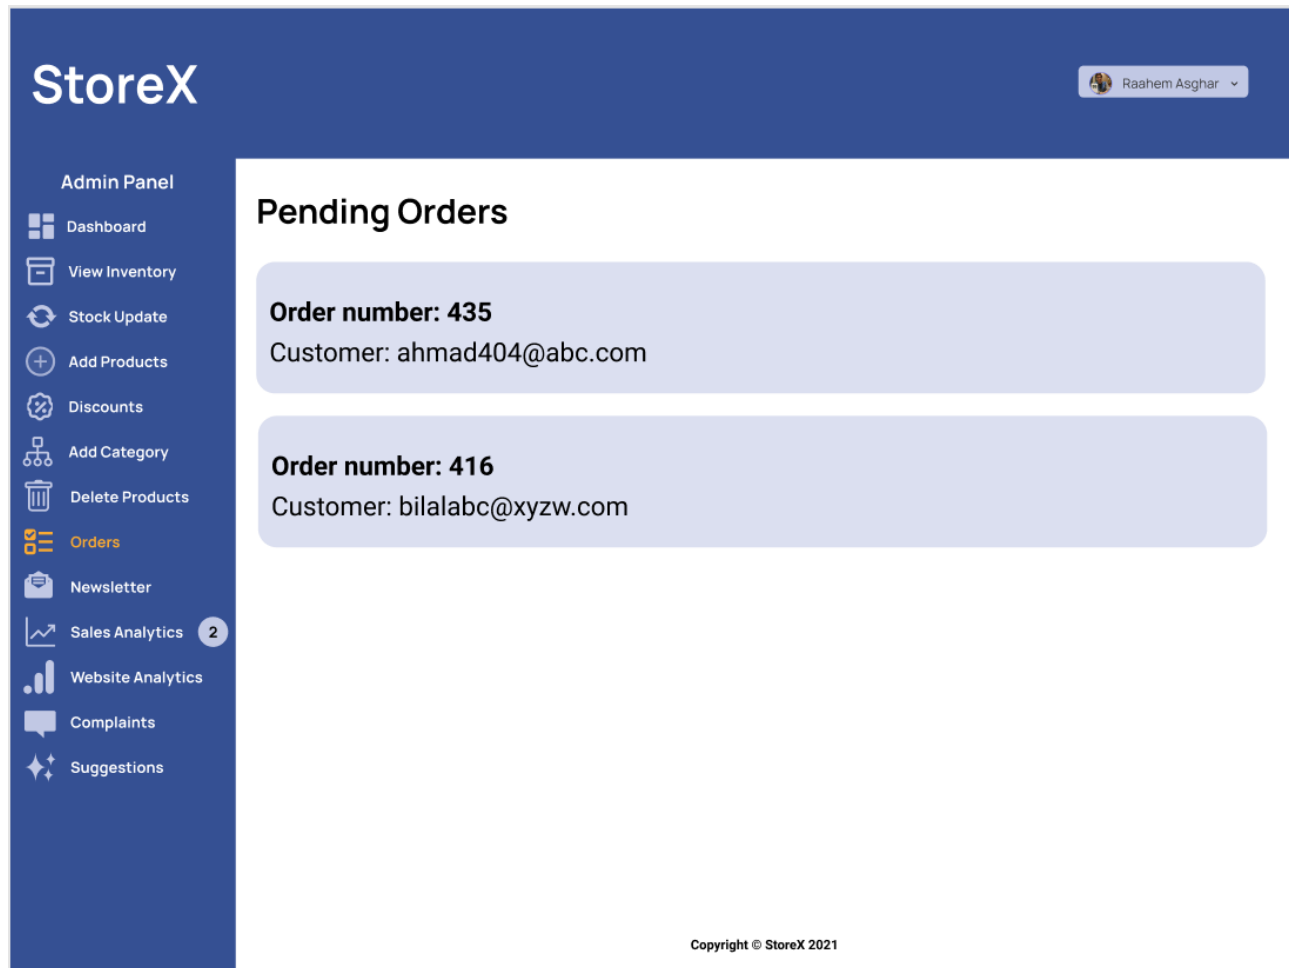 StoreX
Raahem Asghar
Admin Panel
Dashboard
View Inventory
Stock Update
Add Products
Discounts
Add Category
Delete Products
Orders
Newsletter
Sales Analytics 2
Website Analytics
Complaints
Suggestions
Pending Orders
Order number: 435
Customer: ahmad404@abc.com
Order number: 416
Customer: bilalabc@xyzw.com
Copyright © StoreX 2021